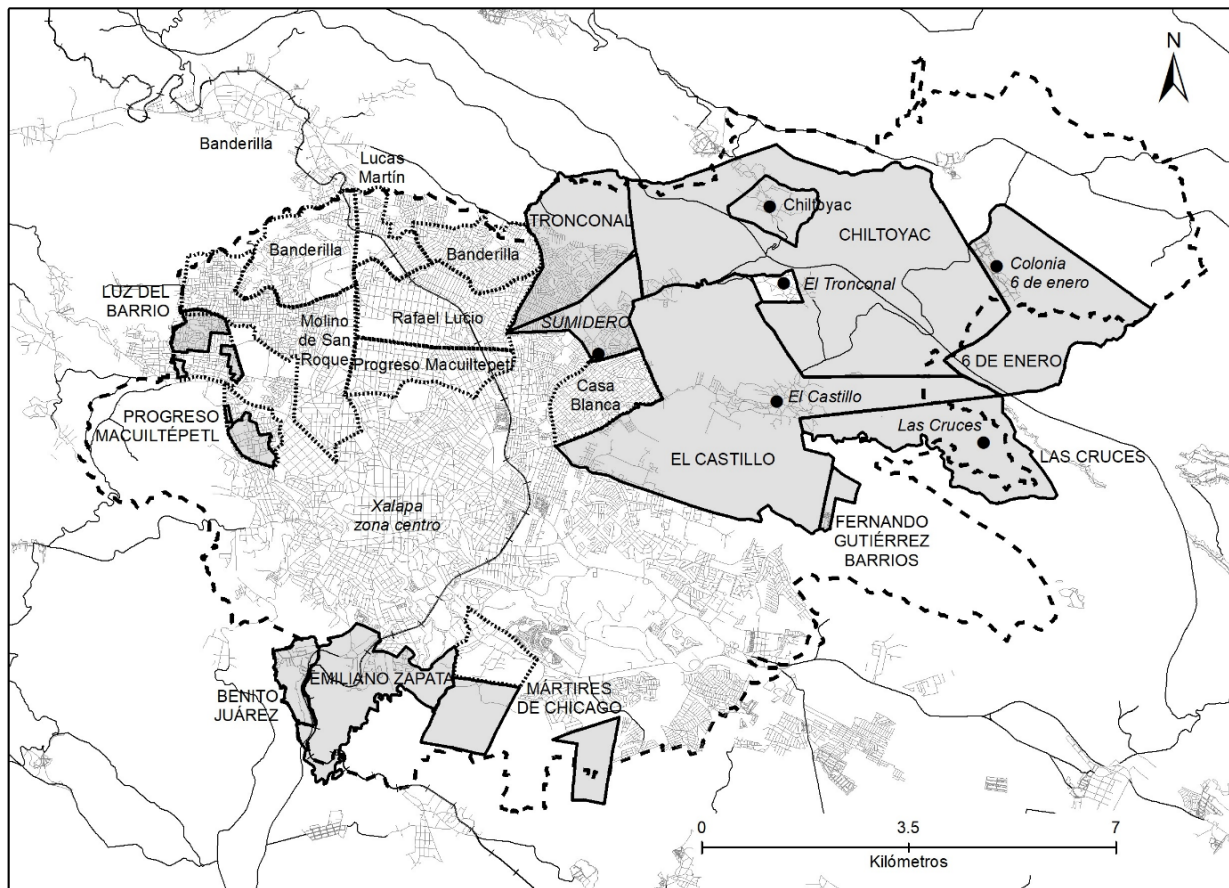 N
Banderilla
Lucas
Martín
TRONCONAL
Chiltoyac
CHILTOYAC
Banderilla
Banderilla
Colonia
6 de enero
El Tronconal
LUZ DEL
BARRIO
Molino
de San
Roque
Rafael Lucio
SUMIDERO
Progreso Macuiltepetl
6 DE ENERO
Casa
Blanca
El Castillo
PROGRESO
MACUILTÉPETL
Las Cruces
EL CASTILLO
LAS CRUCES
Xalapa
zona centro
FERNANDO
GUTIÉRREZ
BARRIOS
EMILIANO ZAPATA
BENITO
JUÁREZ
MÁRTIRES
DE CHICAGO
0
3.5
7
Kilómetros